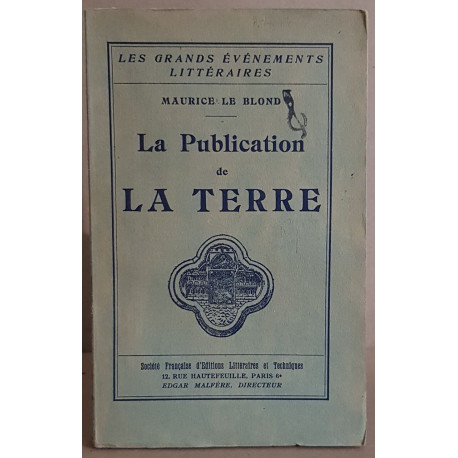 LES GRANDS ÉVÉNEMENTS
LITTÉRAIRES
MAURICE LE BLOND
La Publication
de
LA TERRE
Société Française d'Editions Littéraires et Techniques
12, RUE HAUTEFEUILLE, PARIS-6e
EDGAR MALFÈRE, DIRECTEUR